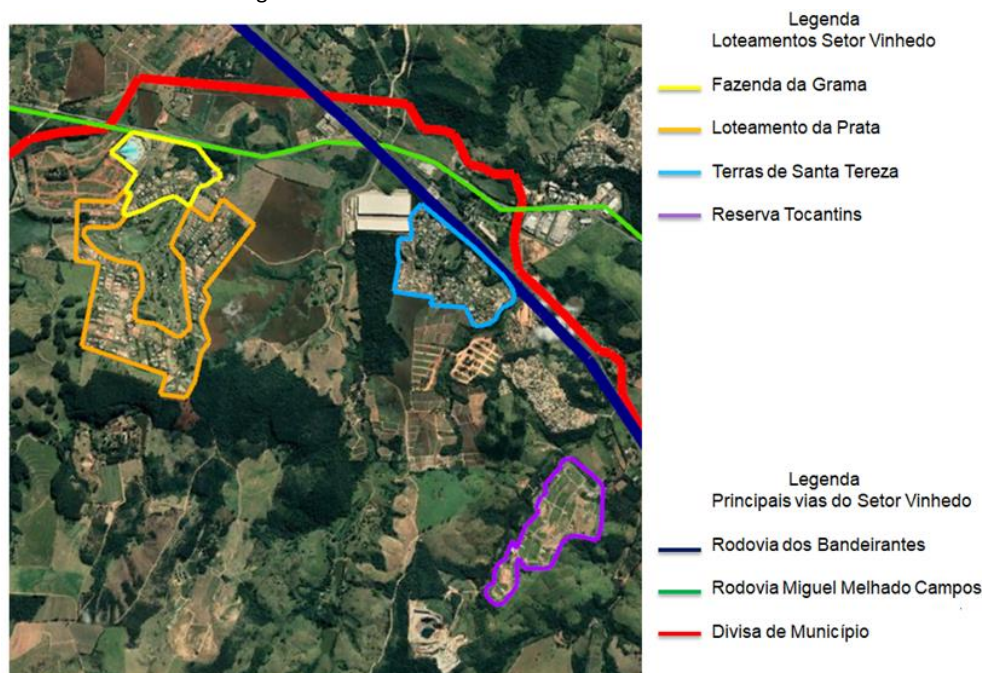 Legenda
Loteamentos Setor Vinhedo
Fazenda da Grama
Loteamento da Prata
Terras de Santa Tereza
Reserva Tocantins
Legenda
Principais vias do Setor Vinhedo
Rodovia dos Bandeirantes
Rodovia Miguel Melhado Campos
Divisa de Município